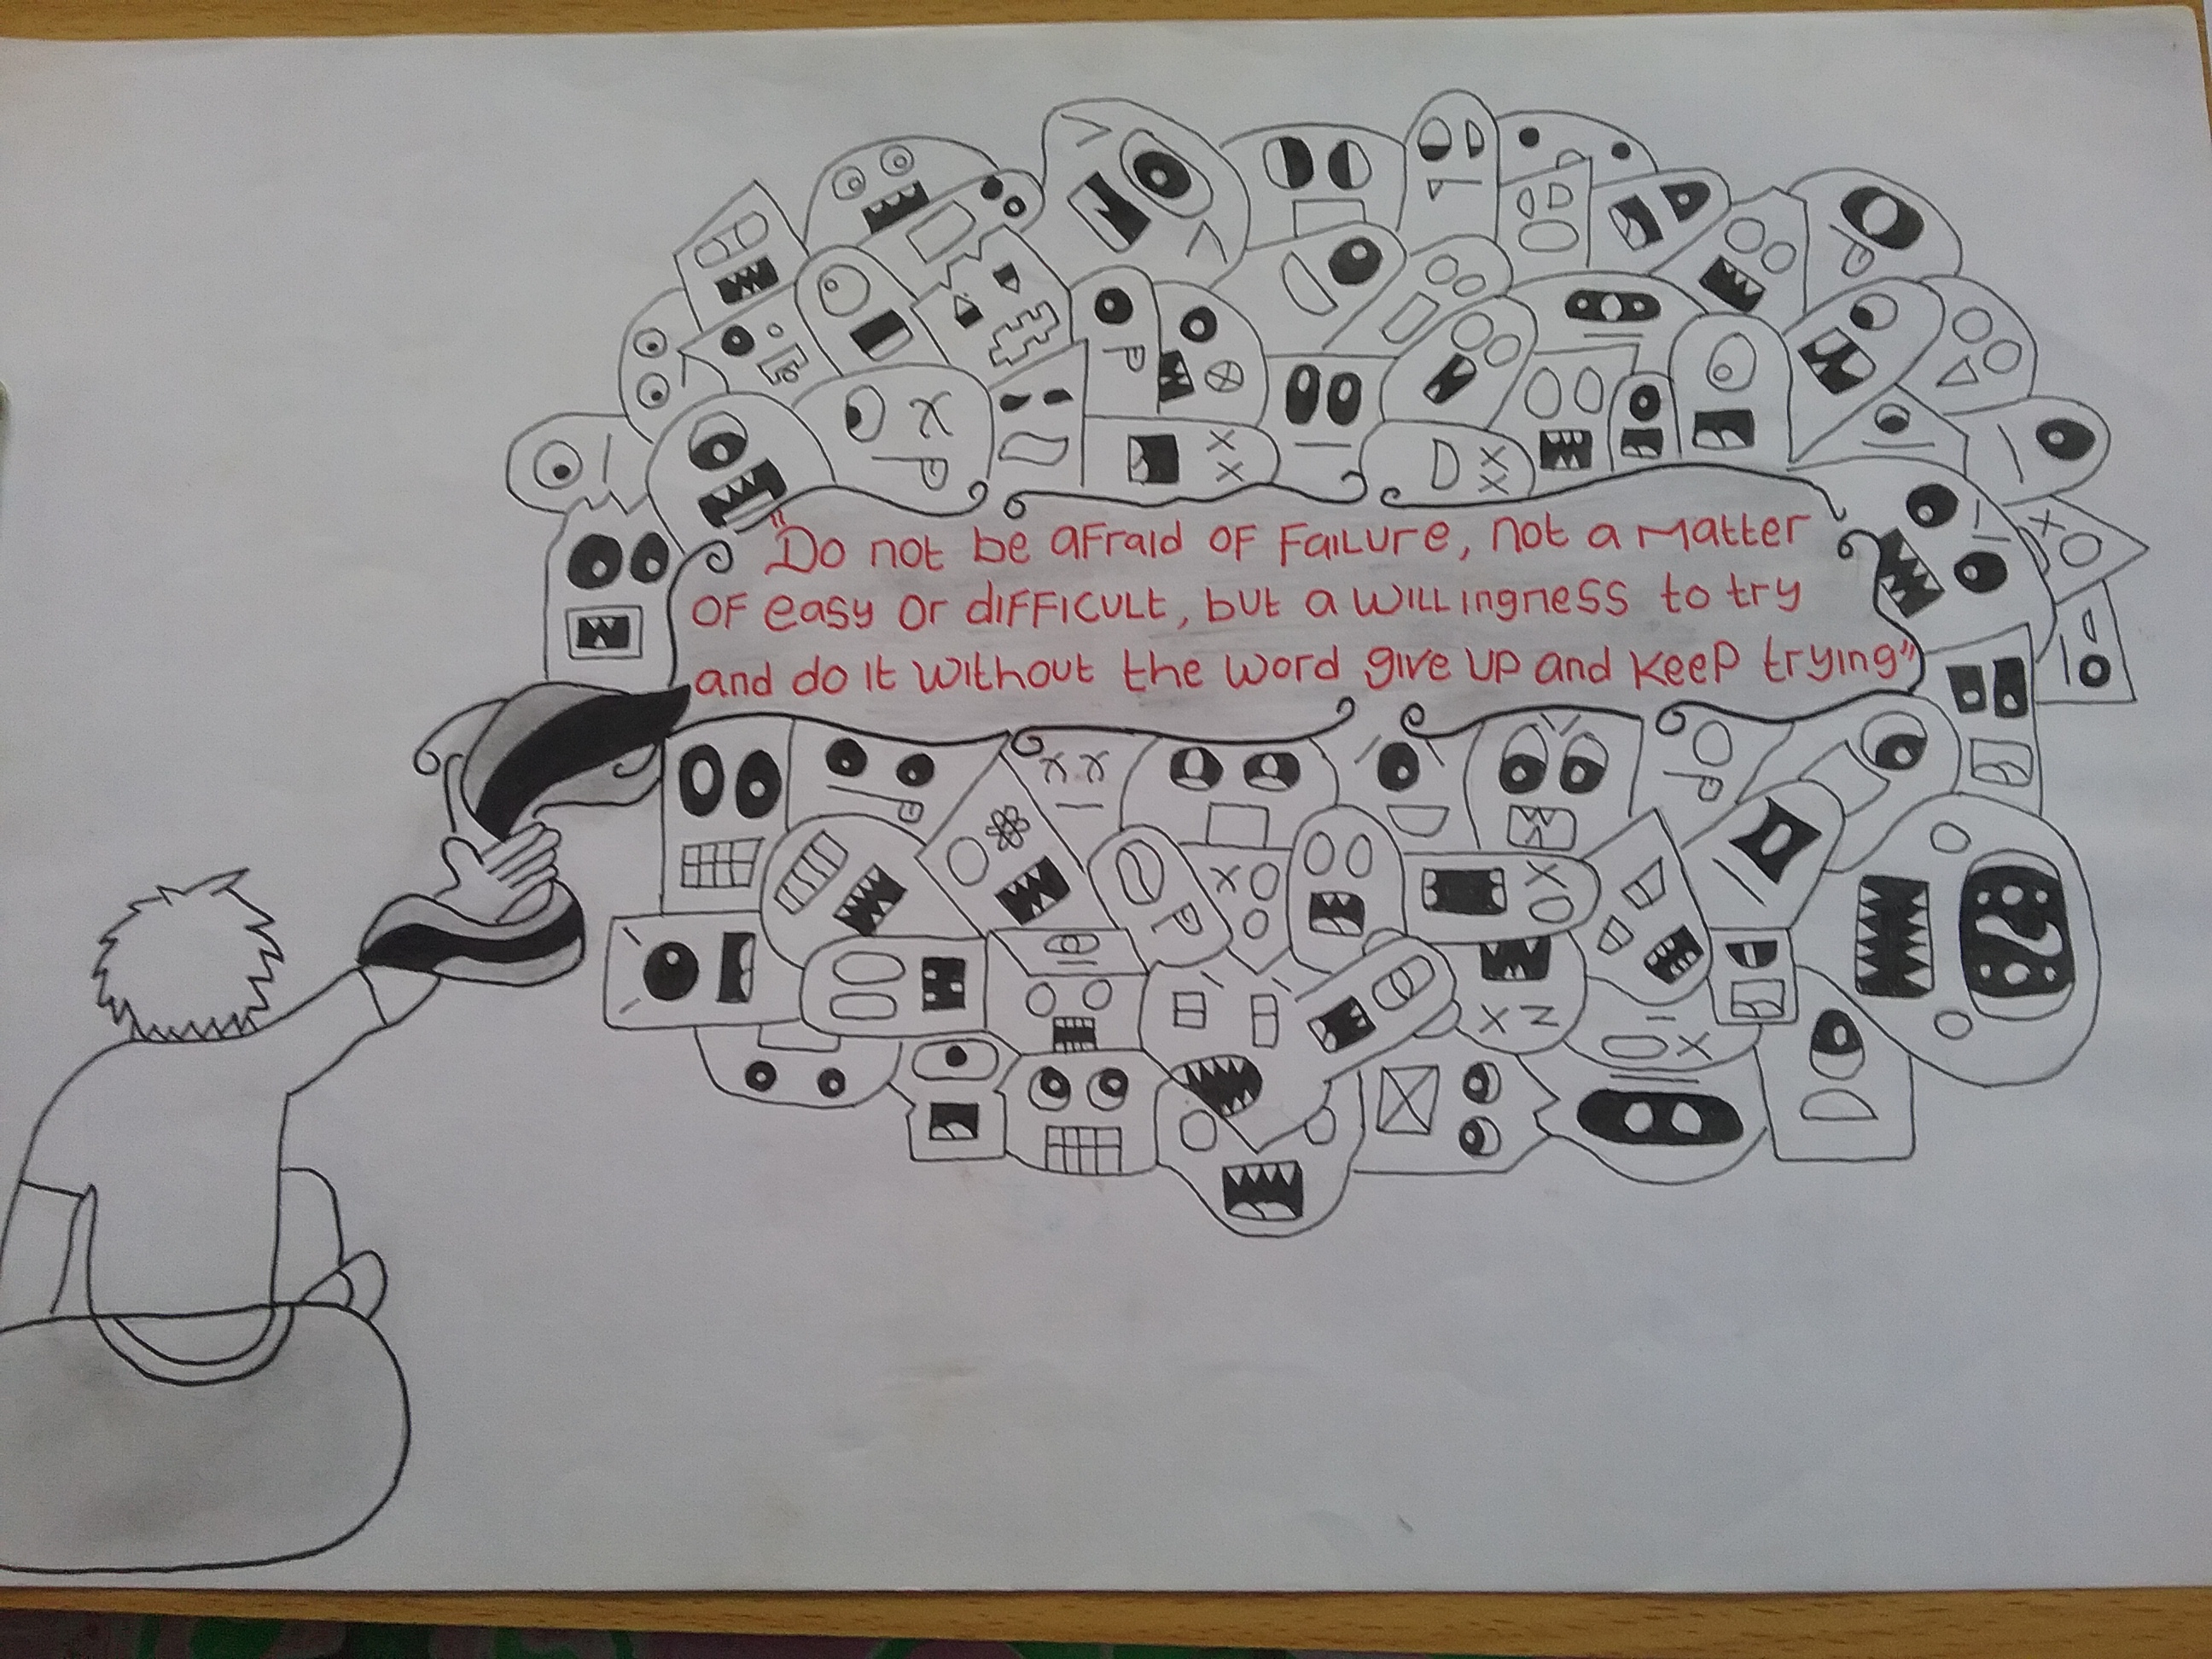 "Do not be afraid of failure, not a matter
of easy or difficult, but a willingness to try
and do it without the word give up and keep trying"